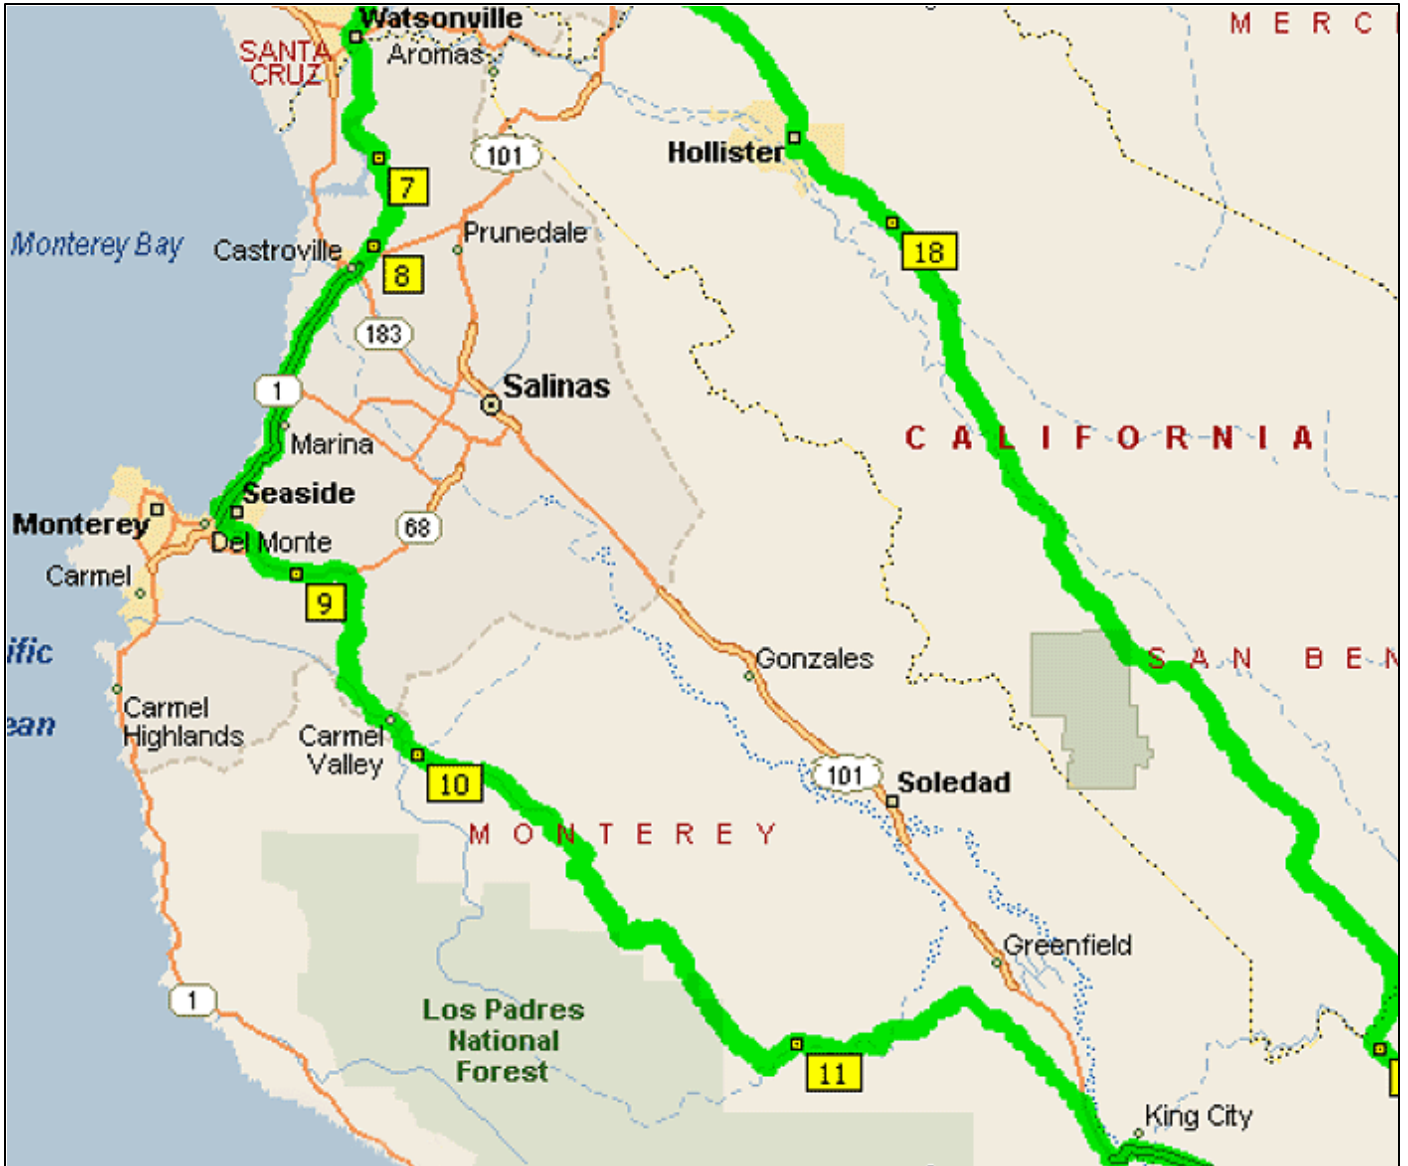 Watsonville
MERC
SANTA
CRUZ
Aromas
101
Hollister
7
Monterey Bay
Castroville
Prunedale
18
8
183
1
Salinas
CALIFORNIA
Marina
Seaside
Monterey
68
Del Monte
Carmel
9
ific
ean
Gonzales
SAN BEN
Carmel
Highlands
Carmel
Valley
10
101
Soledad
MONTEREY
Greenfield
1
Los Padres
National
Forest
11
King City